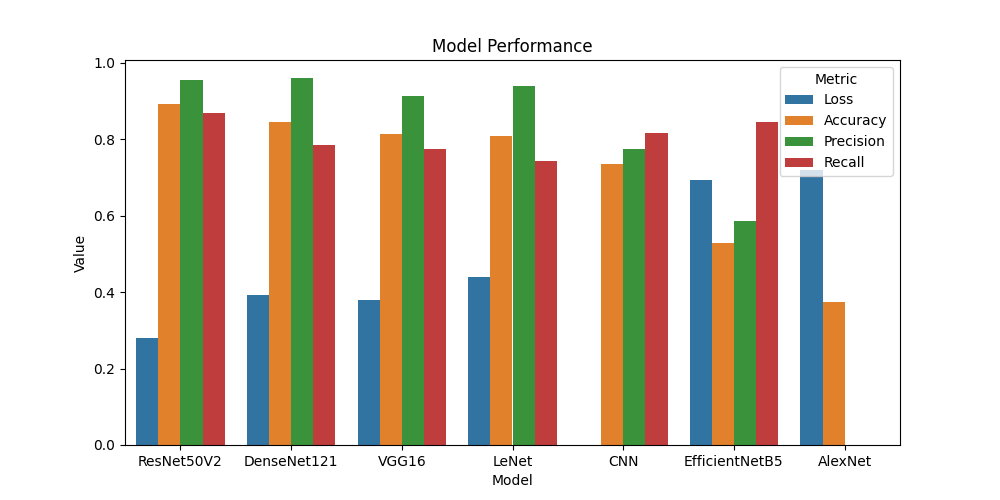 Model Performance
1.0
0.8
0.6
0.4
0.2
0.0
Value
Metric
Loss
Accuracy
Precision
Recall
ResNet50V2 DenseNet121 VGG16 LeNet CNN EfficientNetB5 AlexNet
Model